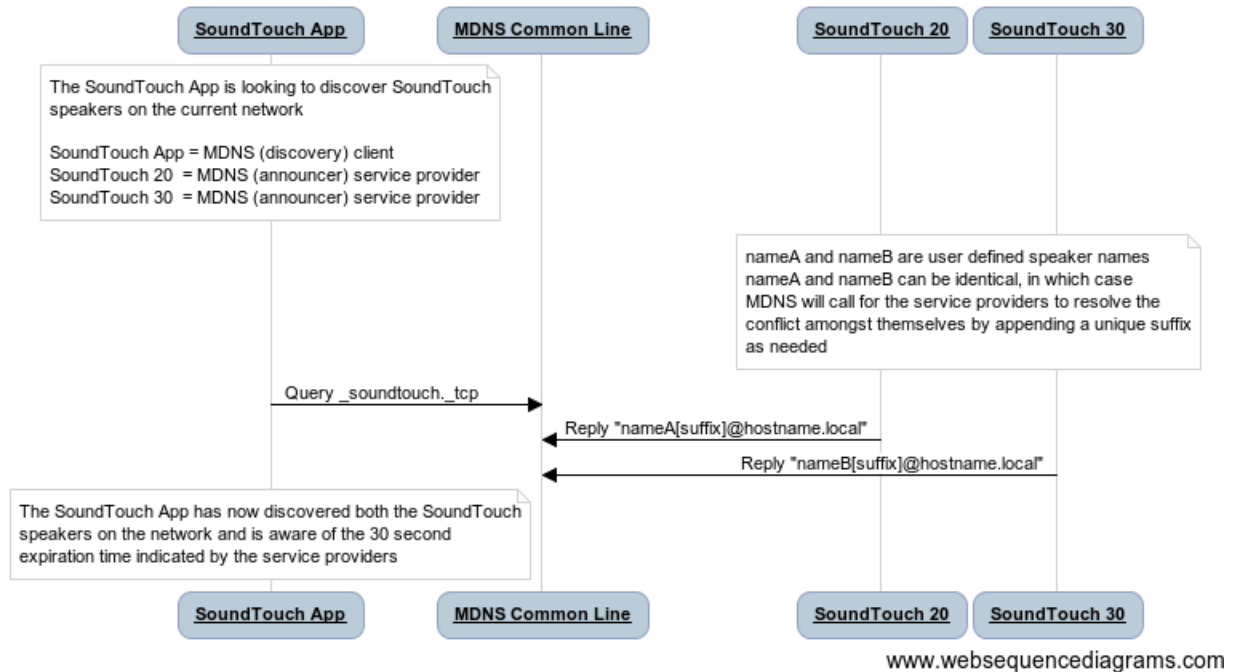 SoundTouch App
MDNS Common Line
SoundTouch 20
SoundTouch 30
The SoundTouch App is looking to discover SoundTouch
speakers on the current network
SoundTouch App = MDNS (discovery) client
SoundTouch 20 = MDNS (announcer) service provider
SoundTouch 30 = MDNS (announcer) service provider
nameA and nameB are user defined speaker names
nameA and nameB can be identical, in which case
MDNS will call for the service providers to resolve the
conflict amongst themselves by appending a unique suffix
as needed
Query _soundtouch._tcp
Reply "nameA[suffix]@hostname.local"
Reply "nameB[suffix]@hostname.local"
The SoundTouch App has now discovered both the SoundTouch
speakers on the network and is aware of the 30 second
expiration time indicated by the service providers
SoundTouch App
MDNS Common Line
SoundTouch 20
SoundTouch 30
www.websequencediagrams.com